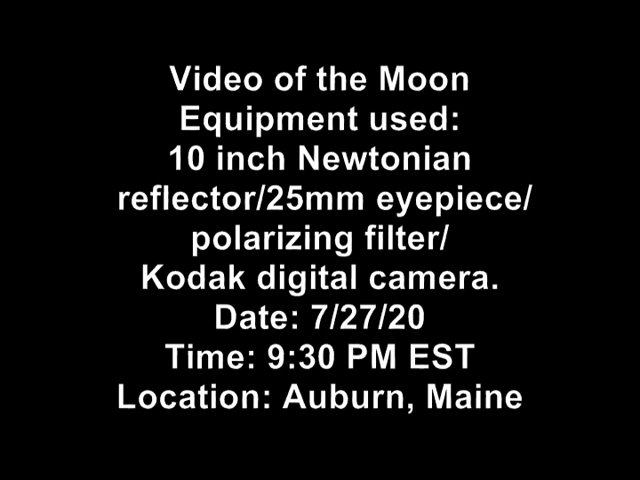 Video of the Moon
Equipment used:
10 inch Newtonian
reflector/25mm eyepiece/
polarizing filter/
Kodak digital camera.
Date: 7/27/20
Time: 9:30 PM EST
Location: Auburn, Maine